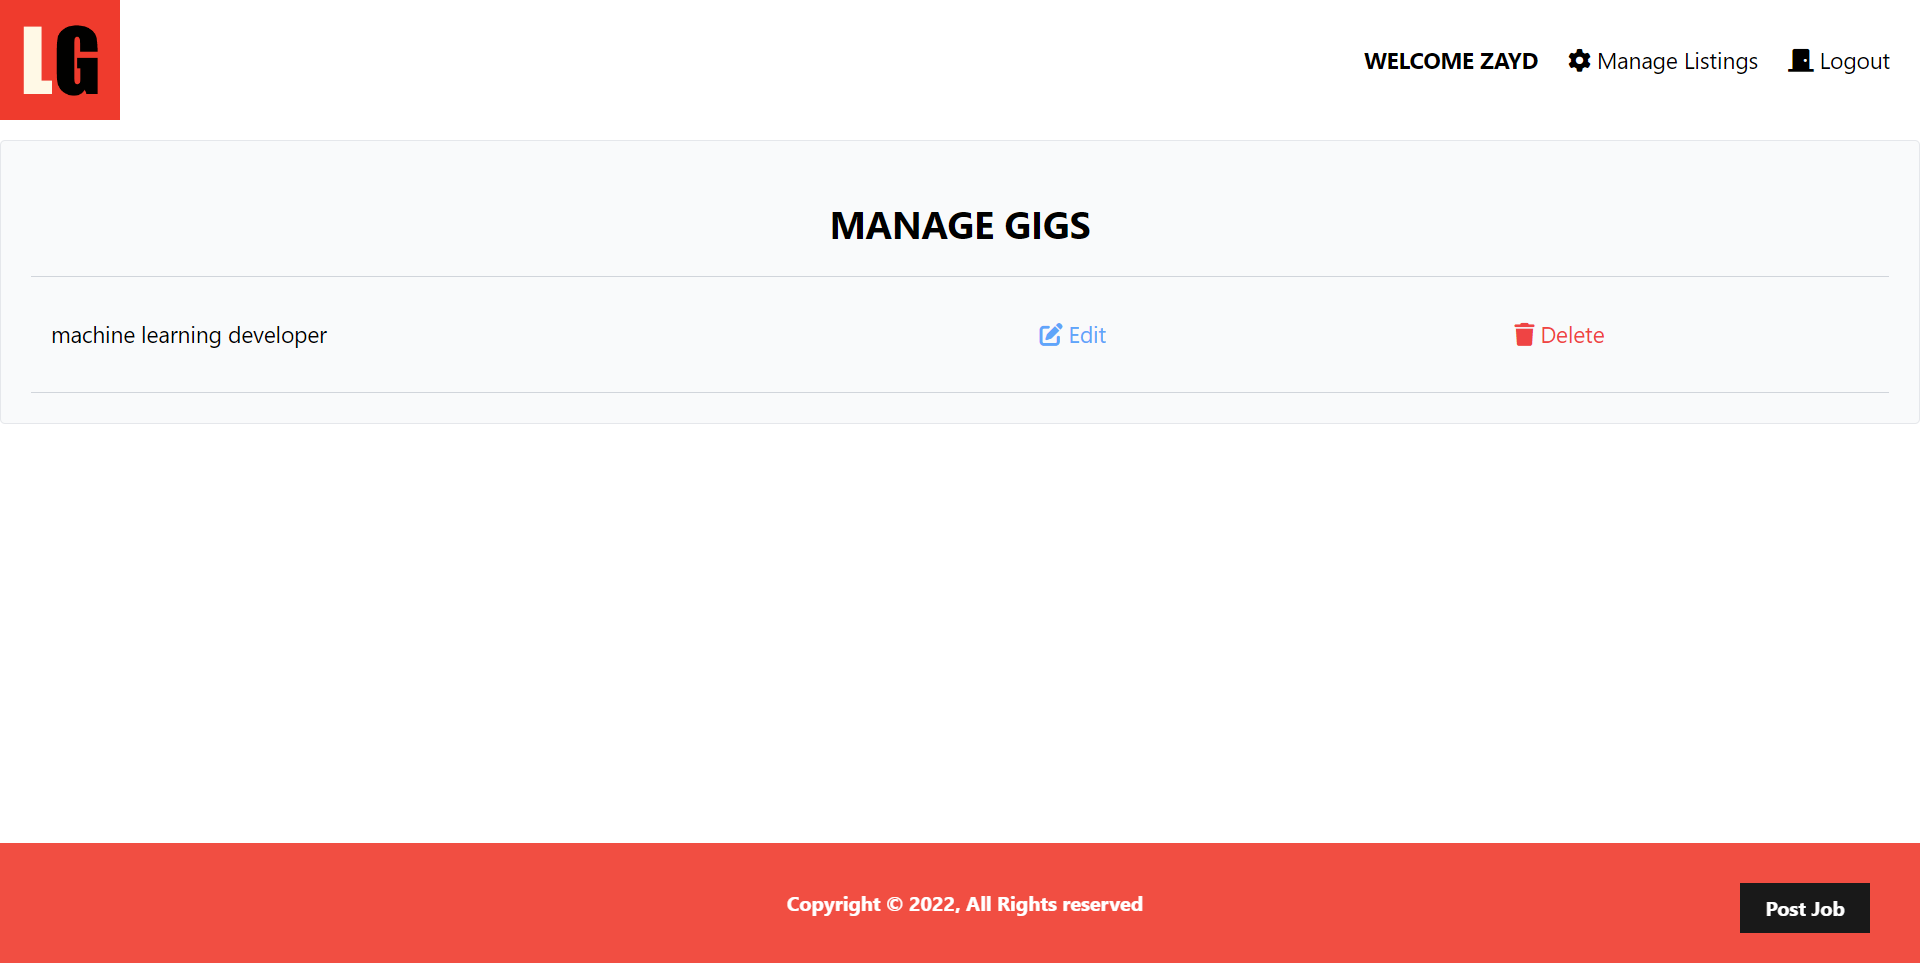 LG
WELCOME ZAYD Manage Listings Logout
MANAGE GIGS
machine learning developer Edit Delete
Copyright © 2022, All Rights reserved
Post Job